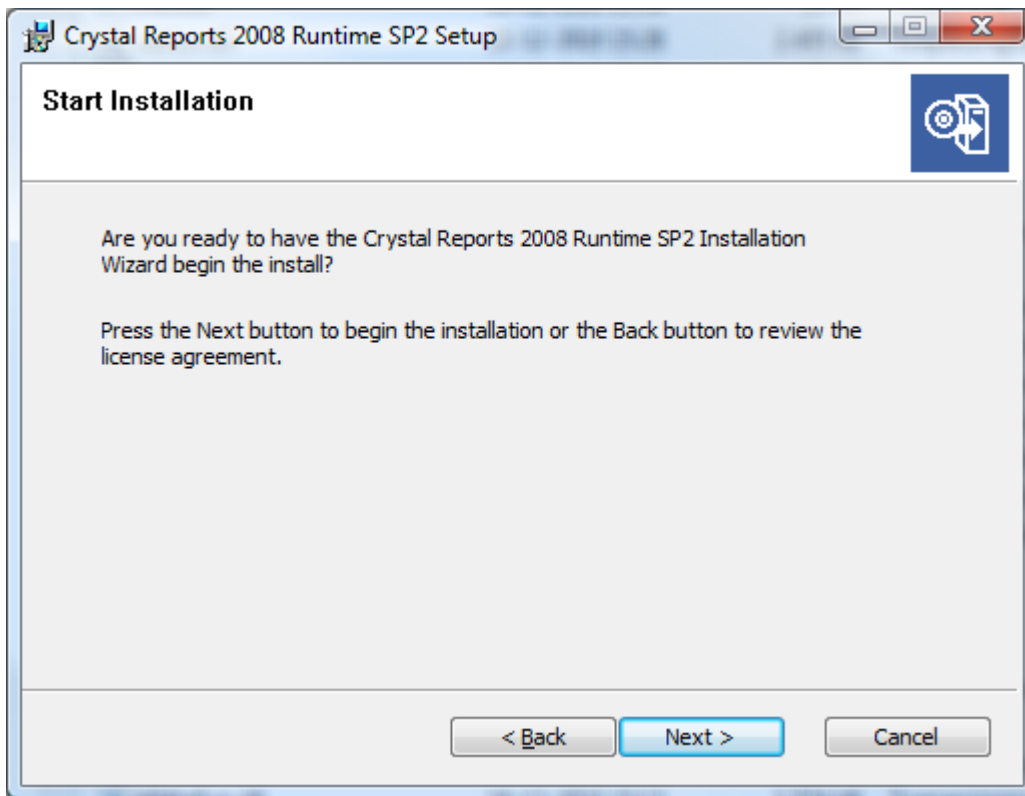 Crystal Reports 2008 Runtime SP2 Setup
Start Installation
Are you ready to have the Crystal Reports 2008 Runtime SP2 Installation
Wizard begin the install?
Press the Next button to begin the installation or the Back button to review the
license agreement.
< Back
Next >
Cancel